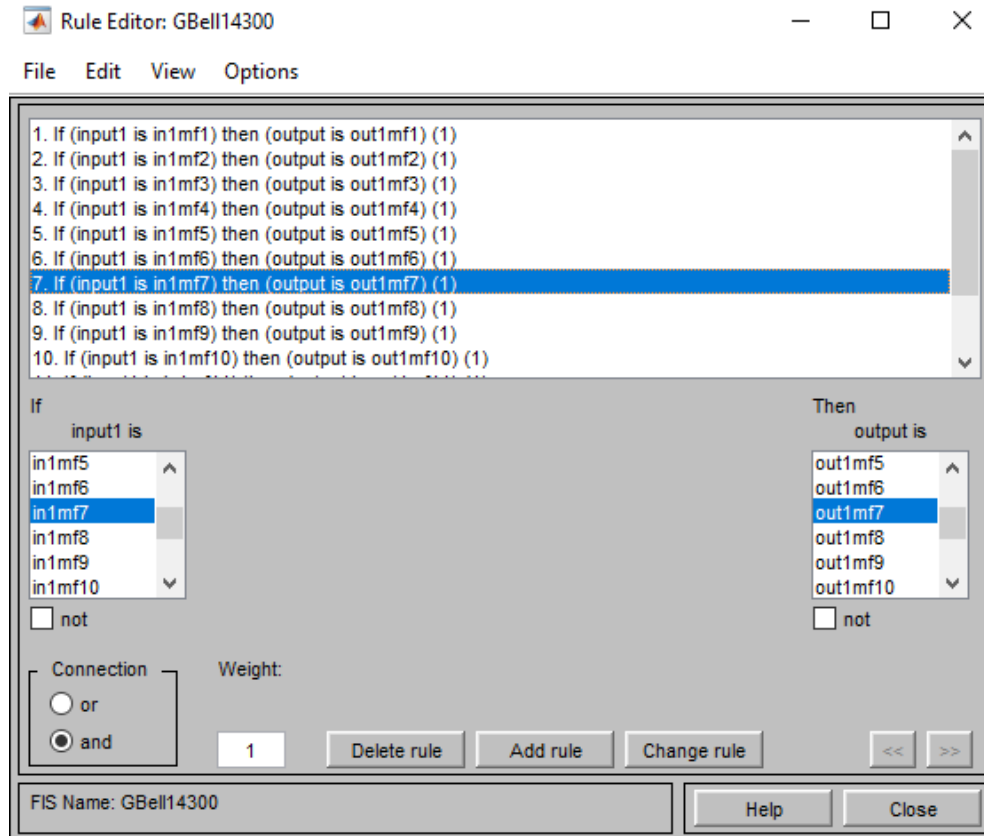 Rule Editor: GBell14300
File Edit View Options
1. If (input1 is in1mf1) then (output is out1mf1) (1)
2. If (input1 is in1mf2) then (output is out1mf2) (1)
3. If (input1 is in1mf3) then (output is out1mf3) (1)
4. If (input1 is in1mf4) then (output is out1mf4) (1)
5. If (input1 is in1mf5) then (output is out1mf5) (1)
6. If (input1 is in1mf6) then (output is out1mf6) (1)
7. If (input1 is in1mf7) then (output is out1mf7) (1)
8. If (input1 is in1mf8) then (output is out1mf8) (1)
9. If (input1 is in1mf9) then (output is out1mf9) (1)
10. If (input1 is in1mf10) then (output is out1mf10) (1)
If
input1 is
in1mf5
in1mf6
in1mf7
in1mf8
in1mf9
in1mf10
not
Then
output is
out1mf5
out1mf6
out1mf7
out1mf8
out1mf9
out1mf10
not
Connection
or
and
Weight:
1
Delete rule Add rule Change rule << >>
FIS Name: GBell14300
Help Close